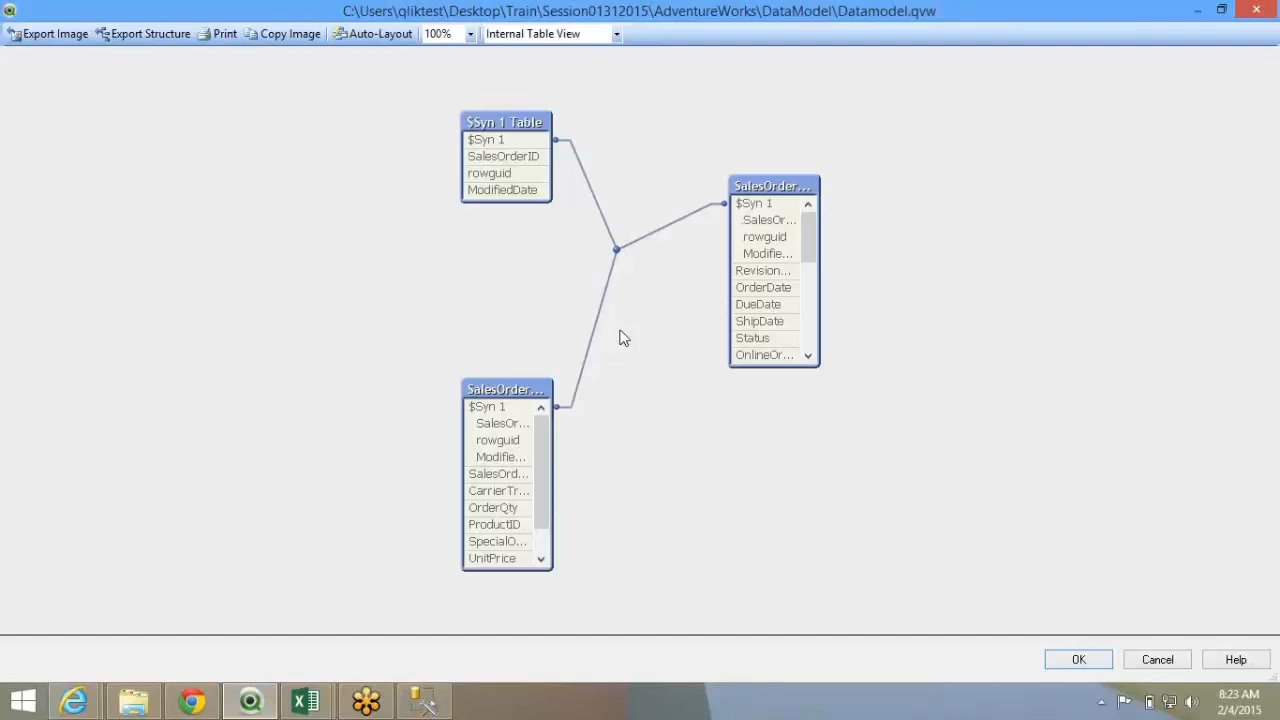 C:\Users\qliktest\Desktop\Train\Session01312015\AdventureWorks\DataModel\Datamodel.qvw
Export Image Export Structure Print Copy Image Auto-Layout 100% Internal Table View
$Syn 1 Table
$Syn 1
SalesOrderID
rowguid
ModifiedDate
SalesOrder...
$Syn 1
SalesOr...
rowguid
Modifie...
Revision...
OrderDate
DueDate
ShipDate
Status
OnlineOr...
SalesOrder...
$Syn 1
SalesOr...
rowguid
Modifie...
SalesOrd...
CarrierTr...
OrderQty
ProductID
SpecialO...
UnitPrice
OK Cancel Help
8:23 AM
2/4/2015